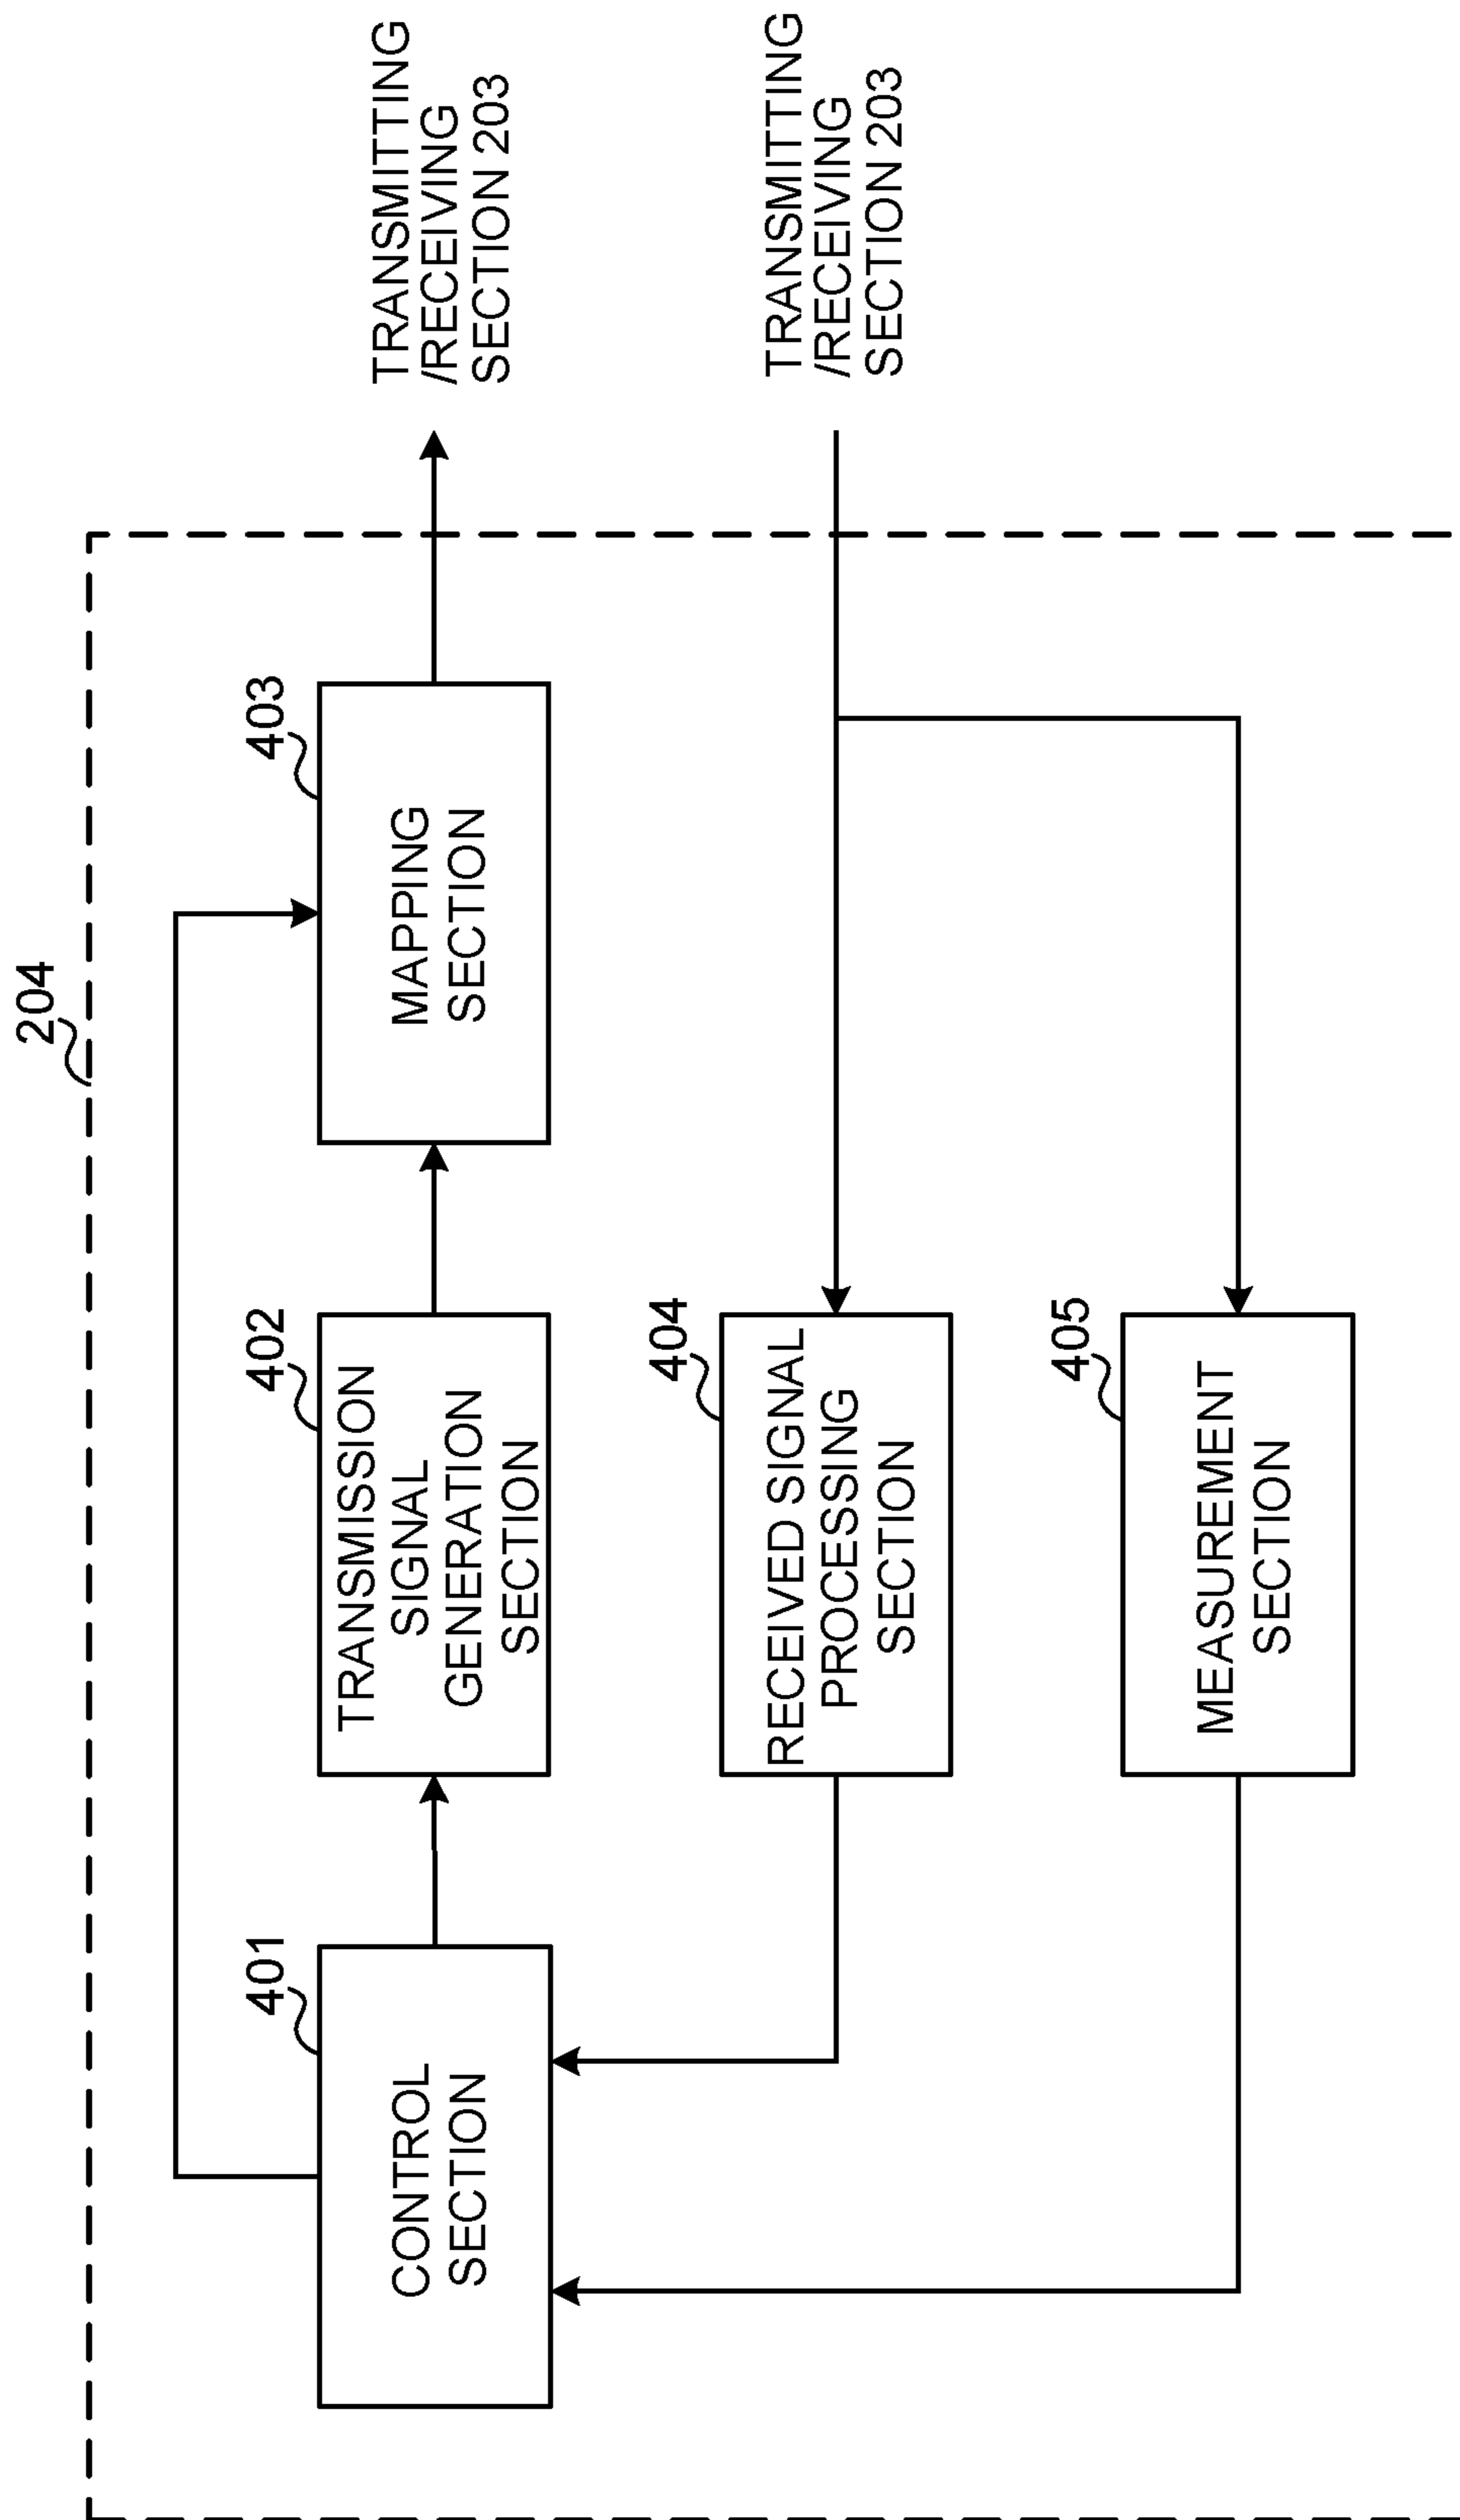 204
401
CONTROL
SECTION
402
TRANSMISSION
SIGNAL
GENERATION
SECTION
403
MAPPING
SECTION
TRANSMITTING
/RECEIVING
SECTION 203
404
RECEIVED SIGNAL
PROCESSING
SECTION
TRANSMITTING
/RECEIVING
SECTION 203
405
MEASUREMENT
SECTION